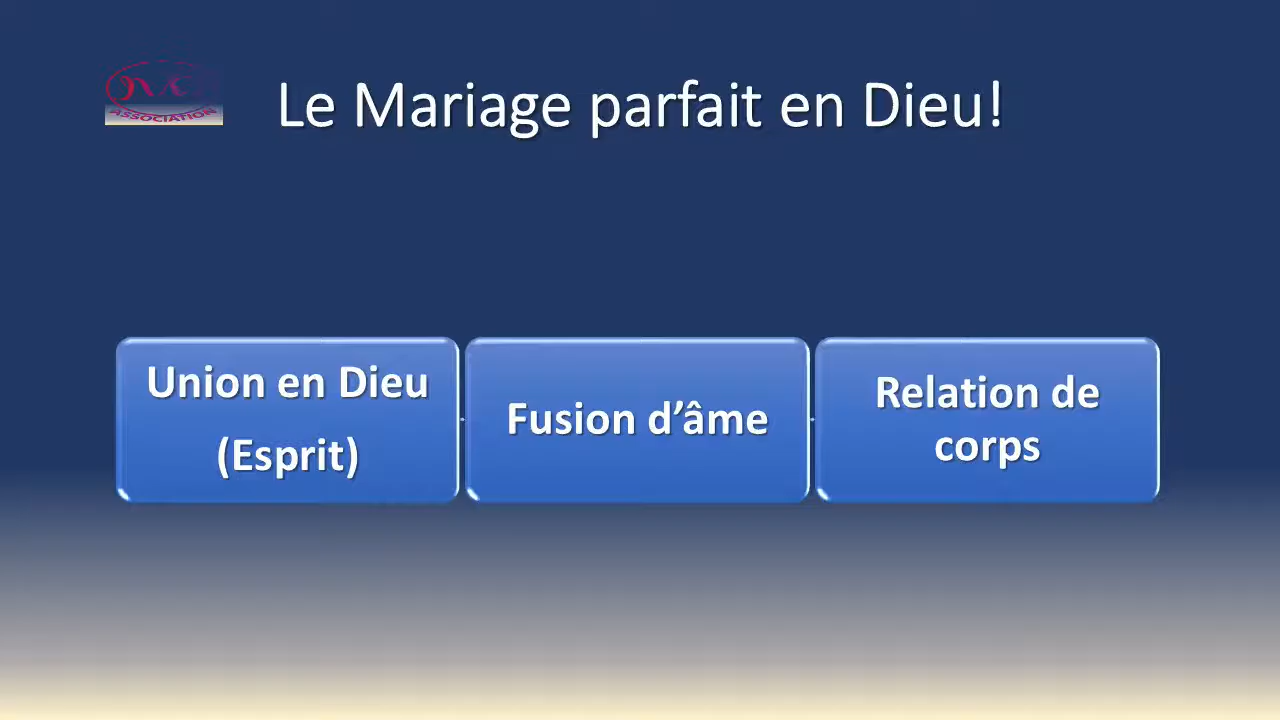 Le Mariage parfait en Dieu!
ASSOCIATION
Union en Dieu
(Esprit)
Fusion d’âme
Relation de
corps